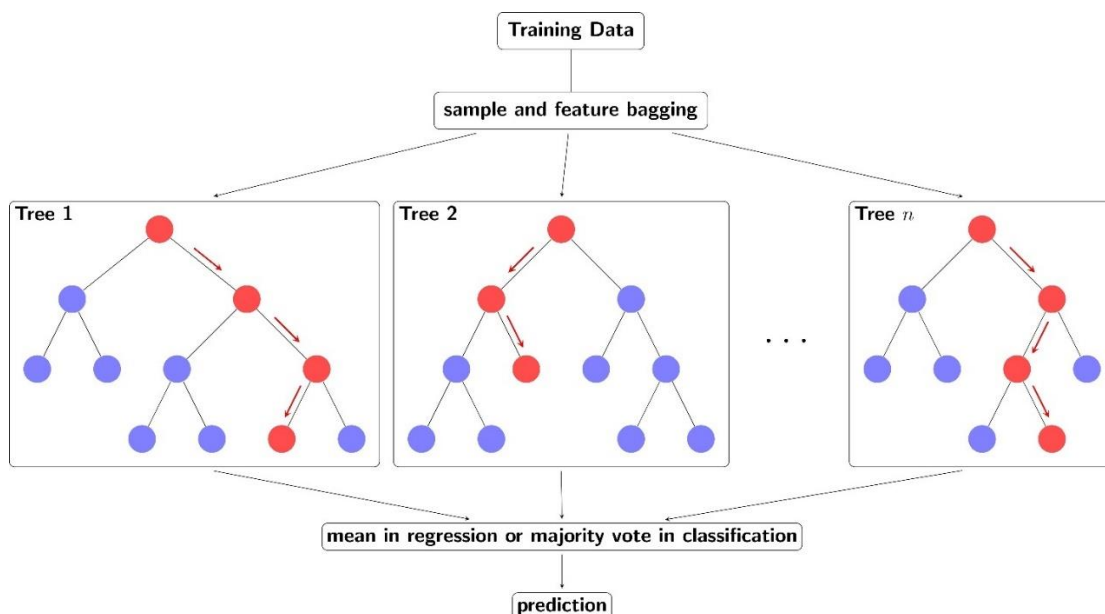 Training Data
sample and feature bagging
Tree 1
Tree 2
Tree n
. . .
mean in regression or majority vote in classification
prediction